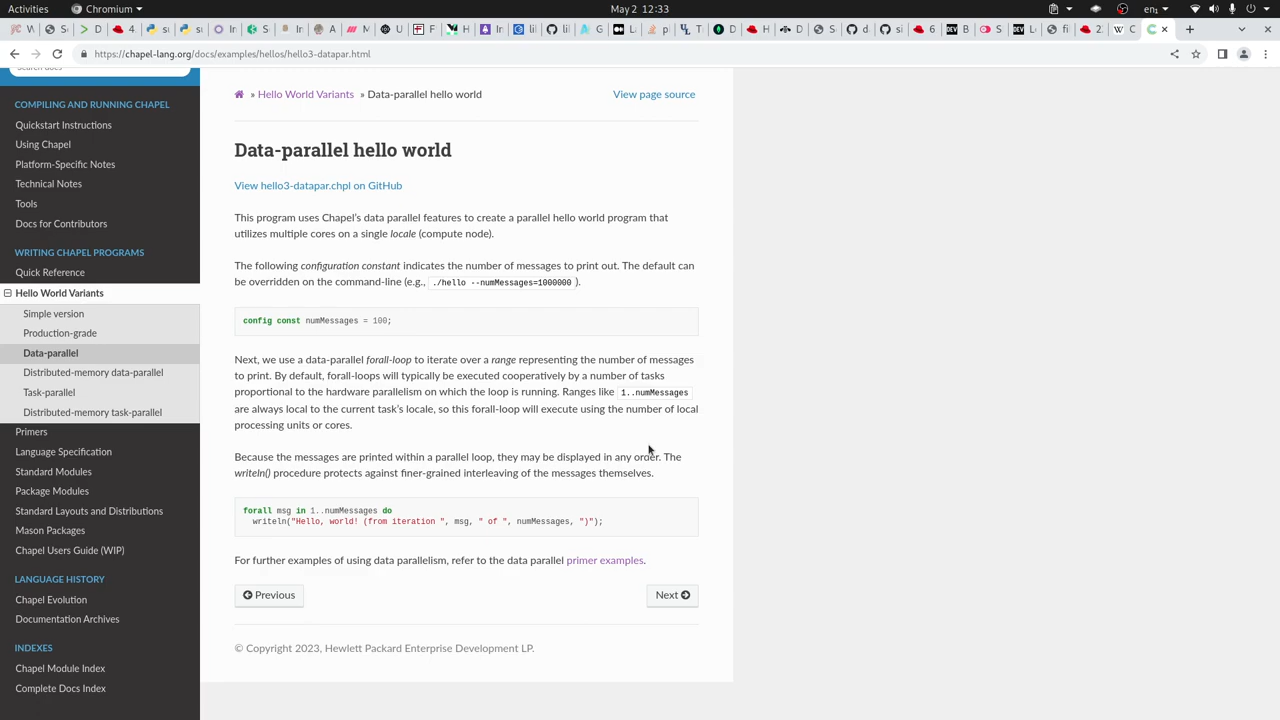 Activities
Chromium
May 2 12:33
https://chapel-lang.org/docs/examples/hellos/hello3-datapar.html
COMPILING AND RUNNING CHAPEL
Quickstart Instructions
Using Chapel
Platform-Specific Notes
Technical Notes
Tools
Docs for Contributors
WRITING CHAPEL PROGRAMS
Quick Reference
Hello World Variants
Simple version
Production-grade
Data-parallel
Distributed-memory data-parallel
Task-parallel
Distributed-memory task-parallel
Primers
Language Specification
Standard Modules
Package Modules
Standard Layouts and Distributions
Mason Packages
Chapel Users Guide (WIP)
LANGUAGE HISTORY
Chapel Evolution
Documentation Archives
INDEXES
Chapel Module Index
Complete Docs Index
» Hello World Variants » Data-parallel hello world
View page source
Data-parallel hello world
View hello3-datapar.chpl on GitHub
This program uses Chapel's data parallel features to create a parallel hello world program that
utilizes multiple cores on a single locale (compute node).
The following configuration constant indicates the number of messages to print out. The default can
be overridden on the command-line (e.g., ./hello --numMessages=1000000 ).
config const numMessages = 100;
Next, we use a data-parallel forall-loop to iterate over a range representing the number of messages
to print. By default, forall-loops will typically be executed cooperatively by a number of tasks
proportional to the hardware parallelism on which the loop is running. Ranges like 1..numMessages
are always local to the current task's locale, so this forall-loop will execute using the number of local
processing units or cores.
Because the messages are printed within a parallel loop, they may be displayed in any order. The
writeln() procedure protects against finer-grained interleaving of the messages themselves.
forall msg in 1..numMessages do
writeln("Hello, world! (from iteration ", msg, " of ", numMessages, ")");
For further examples of using data parallelism, refer to the data parallel primer examples.
Previous
Next
© Copyright 2023, Hewlett Packard Enterprise Development LP.